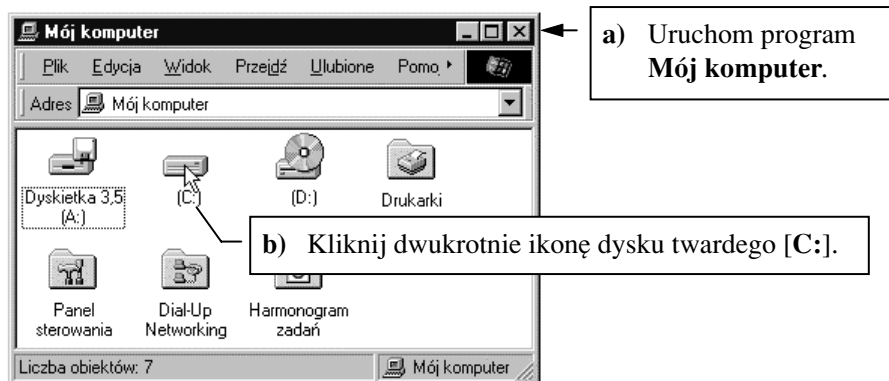 Mój komputer
a) Uruchom program
Mój komputer.
Plik Edycja Widok Przejdź Ulubione Pomo
Adres Mój komputer
Dyskietka 3,5
(A:)
(C:)
(D:)
Drukarki
b) Kliknij dwukrotnie ikonę dysku twardego [C:].
Panel
sterowania
Dial-Up
Networking
Harmonogram
zadań
Liczba obiektów: 7
Mój komputer